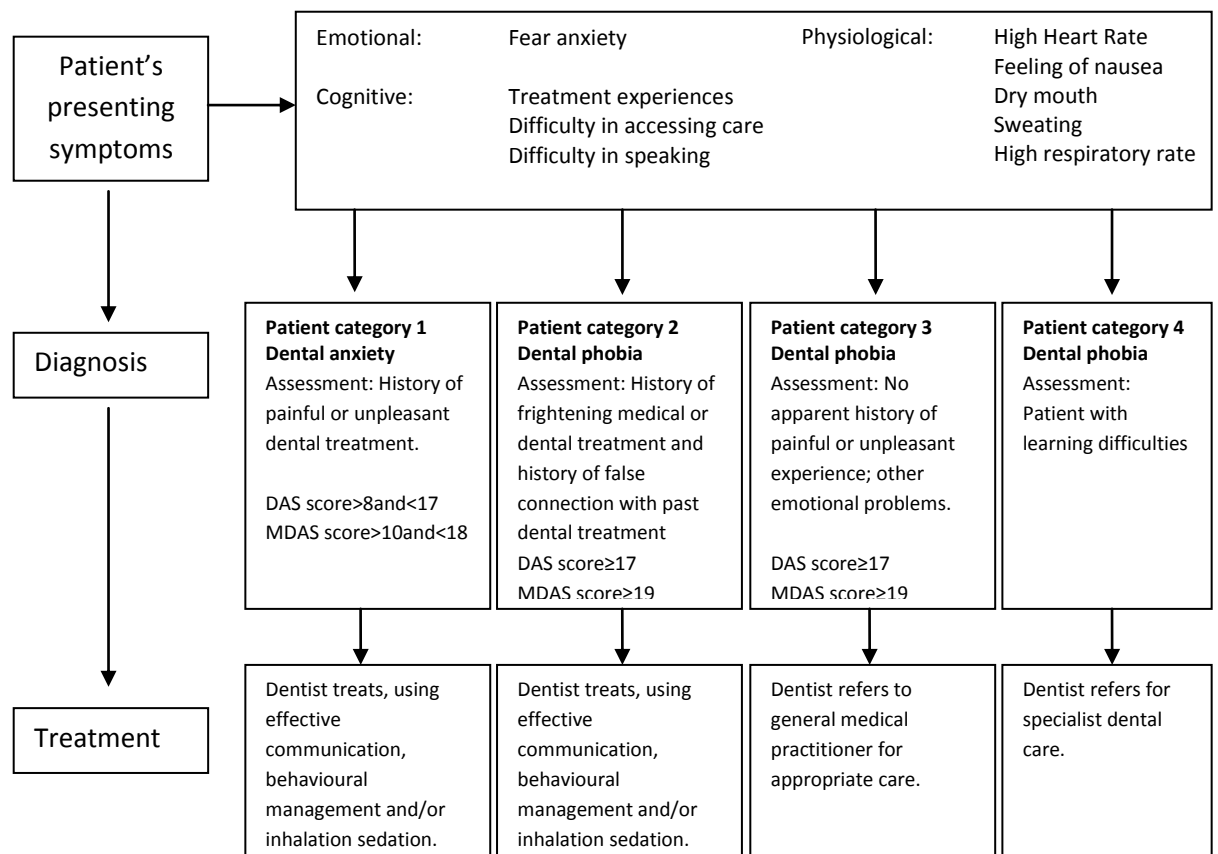 Patient's
presenting
symptoms
Emotional: Fear anxiety
Cognitive: Treatment experiences
Difficulty in accessing care
Difficulty in speaking
Physiological: High Heart Rate
Feeling of nausea
Dry mouth
Sweating
High respiratory rate
Diagnosis
Patient category 1
Dental anxiety
Assessment: History of
painful or unpleasant
dental treatment.
DAS score>8and<17
MDAS score>10and<18
Patient category 2
Dental phobia
Assessment: History of
frightening medical or
dental treatment and
history of false
connection with past
dental treatment
DAS score≥17
MDAS score≥19
Patient category 3
Dental phobia
Assessment: No
apparent history of
painful or unpleasant
experience; other
emotional problems.
DAS score≥17
MDAS score≥19
Patient category 4
Dental phobia
Assessment:
Patient with
learning difficulties
Treatment
Dentist treats, using
effective
communication,
behavioural
management and/or
inhalation sedation.
Dentist treats, using
effective
communication,
behavioural
management and/or
inhalation sedation.
Dentist refers to
general medical
practitioner for
appropriate care.
Dentist refers for
specialist dental
care.